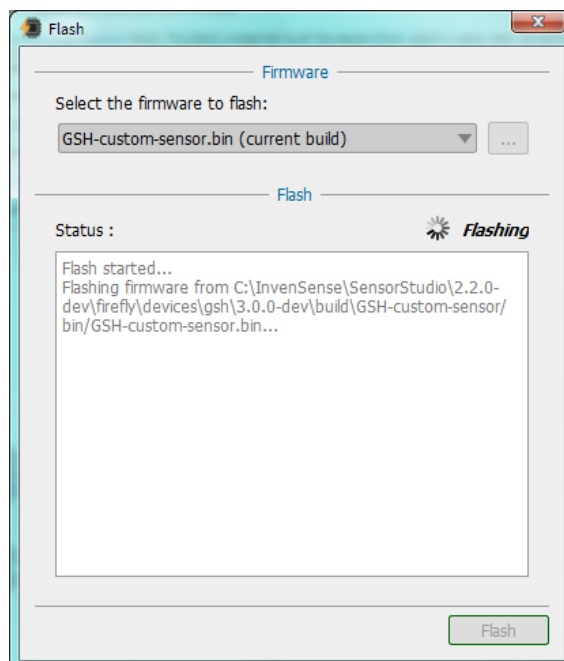 Flash
Firmware
Select the firmware to flash:
GSH-custom-sensor.bin (current build)
...
Flash
Status :
Flashing
Flash started...
Flashing firmware from C:\InvenSense\SensorStudio\2.2.0-
dev\firefly\devices\gsh\3.0.0-dev\build\GSH-custom-sensor/
bin/GSH-custom-sensor.bin...
Flash